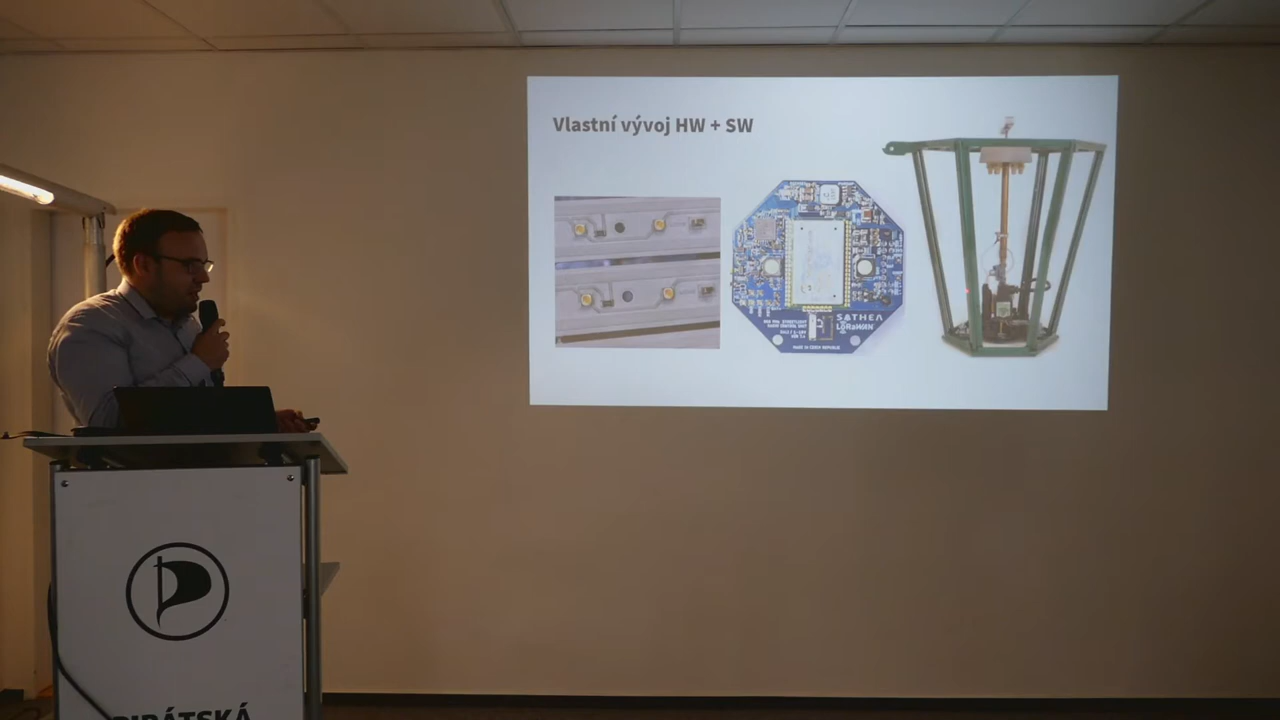 Vlastní vývoj HW + SW
SATHEA
LoRaWAN
MADE IN CZECH REPUBLIC
PIRÁTSKÁ